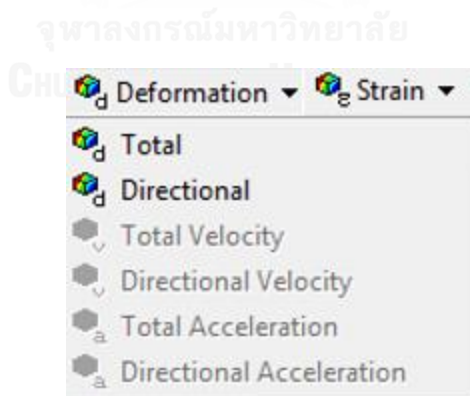 จุฬาลงกรณ์มหาวิทยาลัย
Deformation Strain
Total
Directional
Total Velocity
Directional Velocity
Total Acceleration
Directional Acceleration